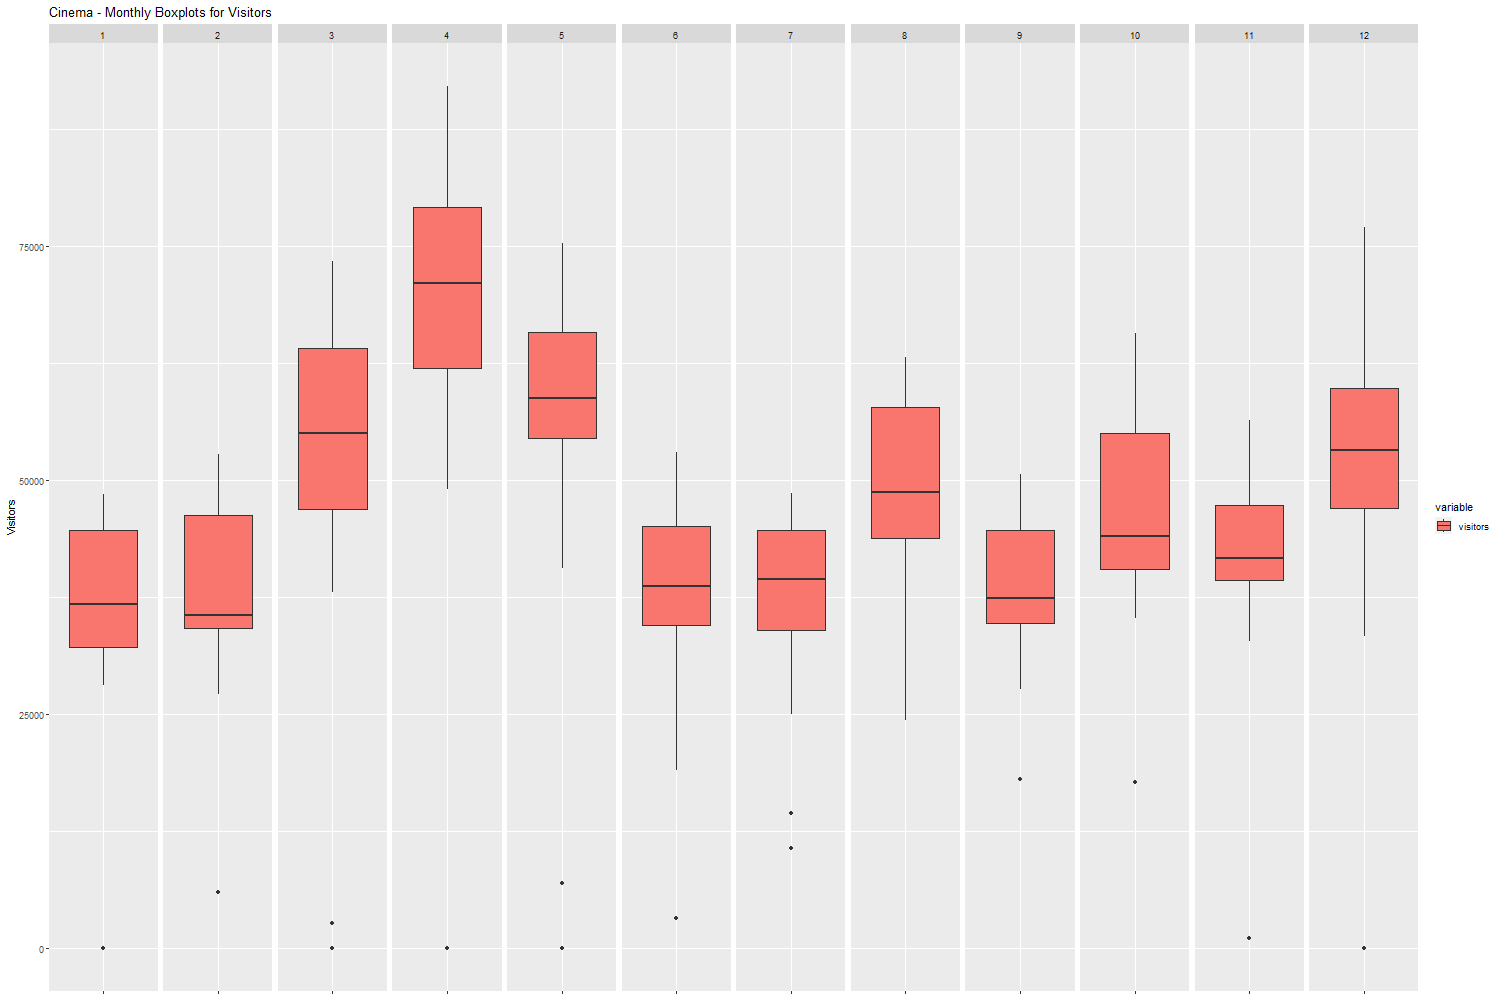 Cinema - Monthly Boxplots for Visitors
1 2 3 4 5 6 7 8 9 10 11 12
75000
50000
25000
0
Visitors
variable
visitors